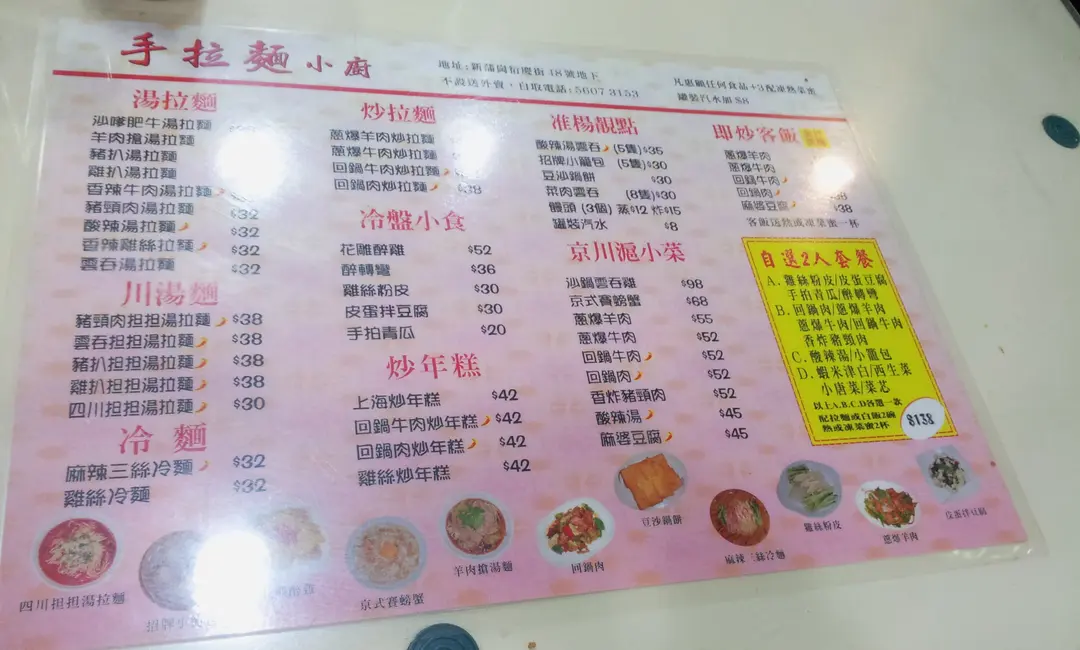 手拉麵小廚
地址:新蒲崗衍慶街 18號地下
不設送外賣,自取電話:5607 3153
凡惠顧任何食品+3配凍熱菜蜜
罐裝汽水加 $8
湯拉麵
沙嗲肥牛湯拉麵
羊肉搶湯拉麵
豬扒湯拉麵
雞扒湯拉麵
香辣牛肉湯拉麵
豬頸肉湯拉麵 $32
酸辣湯拉麵 $32
香辣雞絲拉麵 $32
雲吞湯拉麵 $32
川湯麵
豬頸肉担担湯拉麵 $38
雲吞担担湯拉麵 $38
豬扒担担湯拉麵 $38
雞扒担担湯拉麵 $38
四川担担湯拉麵 $30
冷麵
麻辣三絲冷麵 $32
雞絲冷麵 $32
炒拉麵
蔥爆羊肉炒拉麵
蔥爆牛肉炒拉麵
回鍋牛肉炒拉麵
回鍋肉炒拉麵 $38
冷盤小食
花雕醉雞 $52
醉轉彎 $36
雞絲粉皮 $30
皮蛋拌豆腐 $30
手拍青瓜 $20
炒年糕
上海炒年糕 $42
回鍋牛肉炒年糕 $42
回鍋肉炒年糕 $42
雞絲炒年糕 $42
准楊靚點
酸辣湯雲吞 (5隻) $35
招牌小籠包 (5隻) $30
豆沙鍋餅 $30
菜肉雲吞 (8隻) $30
饅頭 (3個) 蒸$12 炸$15
罐裝汽水 $8
京川滬小菜
沙鍋雲吞雞 $98
京式賽螃蟹 $68
蔥爆羊肉 $55
蔥爆牛肉 $52
回鍋牛肉 $52
回鍋肉 $52
香炸豬頸肉 $52
酸辣湯 $45
麻婆豆腐 $45
即炒客飯
蔥爆羊肉
蔥爆牛肉
回鍋牛肉
回鍋肉
麻婆豆腐 $38
客飯送熱或凍菜蜜一杯
自選2人套餐
A. 雞絲粉皮/皮蛋豆腐
手拍青瓜/醉轉彎
B. 回鍋肉/蔥爆羊肉
蔥爆牛肉/回鍋牛肉
香炸豬頸肉
C. 酸辣湯/小籠包
D. 蝦米津白/西生菜
小唐菜/菜芯
以上A.B.C.D各選一款
配拉麵或白飯2碗
熱或凍菜蜜2杯
$138
四川担担湯拉麵
招牌小
京式賽螃蟹
羊肉搶湯麵
回鍋肉
豆沙鍋餅
麻辣三絲冷麵
雞絲粉皮
蔥爆羊肉
皮蛋拌豆腐